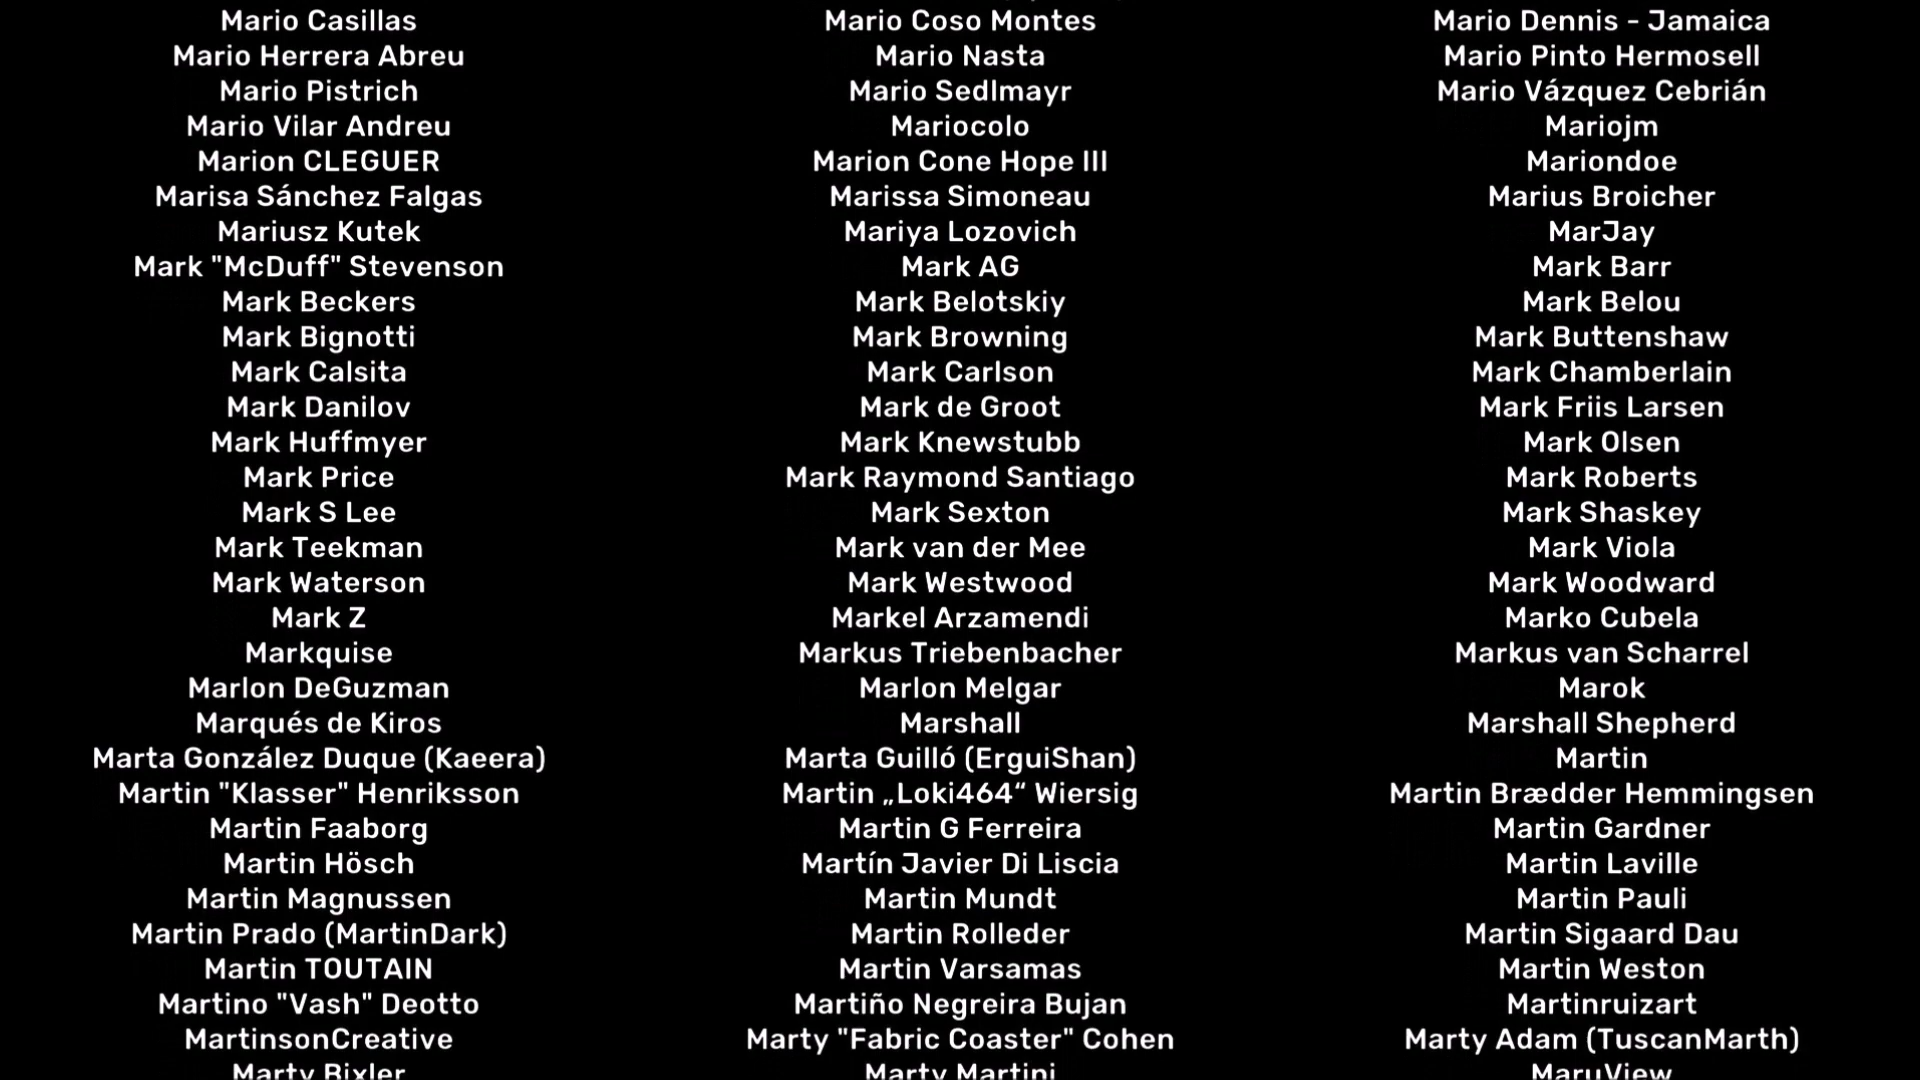 Mario Casillas
Mario Coso Montes
Mario Dennis - Jamaica
Mario Herrera Abreu
Mario Nasta
Mario Pinto Hermosell
Mario Pistrich
Mario Sedlmayr
Mario Vázquez Cebrián
Mario Vilar Andreu
Mariocolo
Mariojm
Marion CLEGUER
Marion Cone Hope III
Mariondoe
Marisa Sánchez Falgas
Marissa Simoneau
Marius Broicher
Mariusz Kutek
Mariya Lozovich
MarJay
Mark "McDuff" Stevenson
Mark AG
Mark Barr
Mark Beckers
Mark Belotskiy
Mark Belou
Mark Bignotti
Mark Browning
Mark Buttenshaw
Mark Calsita
Mark Carlson
Mark Chamberlain
Mark Danilov
Mark de Groot
Mark Friis Larsen
Mark Huffmyer
Mark Knewstubb
Mark Olsen
Mark Price
Mark Raymond Santiago
Mark Roberts
Mark S Lee
Mark Sexton
Mark Shaskey
Mark Teekman
Mark van der Mee
Mark Viola
Mark Waterson
Mark Westwood
Mark Woodward
Mark Z
Markel Arzamendi
Marko Cubela
Markquise
Markus Triebenbacher
Markus van Scharrel
Marlon DeGuzman
Marlon Melgar
Marok
Marqués de Kiros
Marshall
Marshall Shepherd
Marta González Duque (Kaeera)
Marta Guilló (ErguiShan)
Martin
Martin "Klasser" Henriksson
Martin „Loki464“ Wiersig
Martin Brædder Hemmingsen
Martin Faaborg
Martin G Ferreira
Martin Gardner
Martin Hösch
Martín Javier Di Liscia
Martin Laville
Martin Magnussen
Martin Mundt
Martin Pauli
Martin Prado (MartinDark)
Martin Rolleder
Martin Sigaard Dau
Martin TOUTAIN
Martin Varsamas
Martin Weston
Martino "Vash" Deotto
Martiño Negreira Bujan
Martinruizart
MartinsonCreative
Marty "Fabric Coaster" Cohen
Marty Adam (TuscanMarth)
Marty Bixler
Marty Martini
MaruView